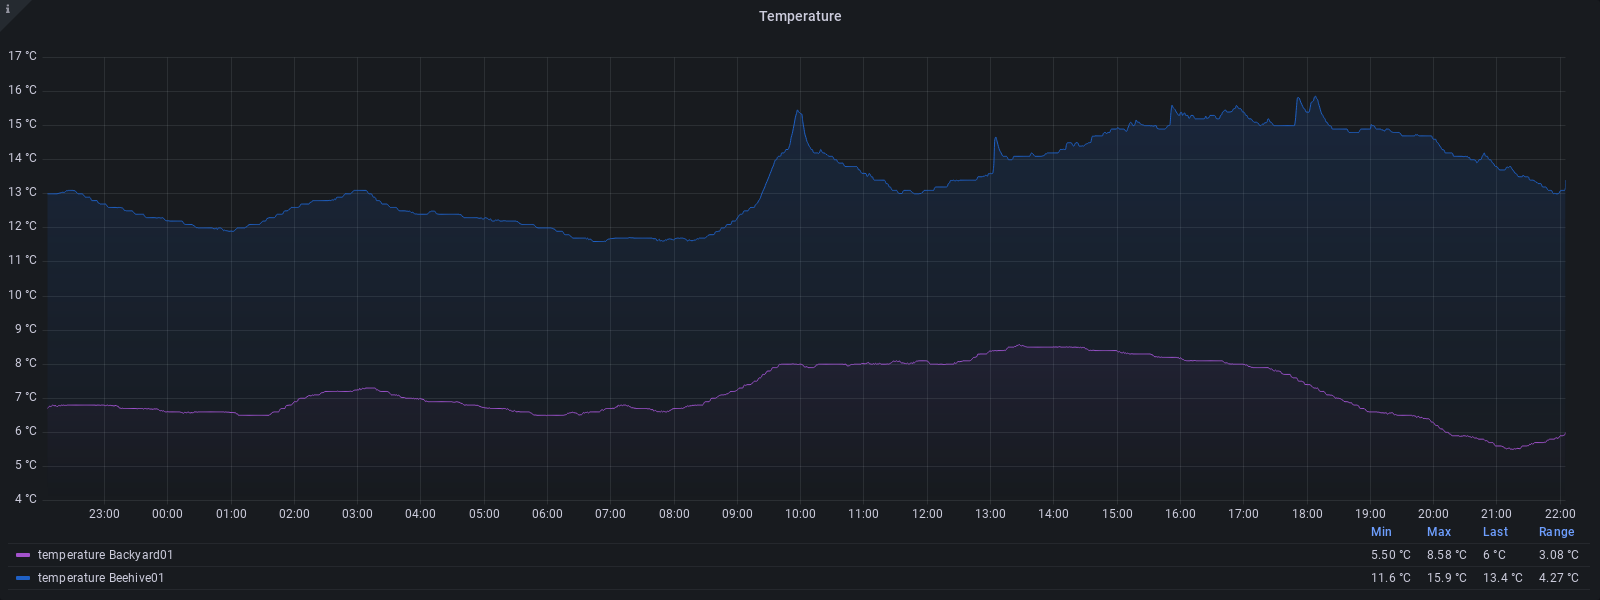 i
Temperature
17 °C
16 °C
15 °C
14 °C
13 °C
12 °C
11 °C
10 °C
9 °C
8 °C
7 °C
6 °C
5 °C
4 °C
23:00 00:00 01:00 02:00 03:00 04:00 05:00 06:00 07:00 08:00 09:00 10:00 11:00 12:00 13:00 14:00 15:00 16:00 17:00 18:00 19:00 20:00 21:00 22:00
Min Max Last Range
temperature Backyard01 5.50 °C 8.58 °C 6 °C 3.08 °C
temperature Beehive01 11.6 °C 15.9 °C 13.4 °C 4.27 °C